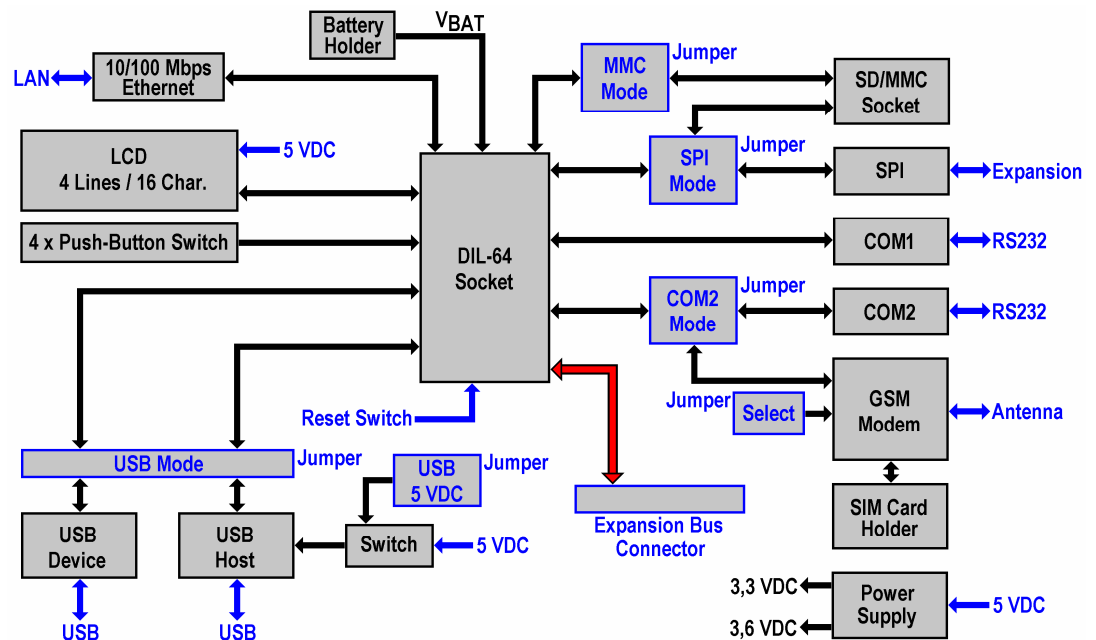 Battery
Holder
VBAT
LAN
10/100 Mbps
Ethernet
MMC
Mode
Jumper
SD/MMC
Socket
LCD
4 Lines / 16 Char.
5 VDC
SPI
Mode
Jumper
SPI
Expansion
4 x Push-Button Switch
DIL-64
Socket
COM1
RS232
COM2
Mode
Jumper
COM2
RS232
Reset Switch
Jumper
Select
GSM
Modem
Antenna
USB Mode
Jumper
USB
5 VDC
Jumper
Expansion Bus
Connector
SIM Card
Holder
USB
Device
USB
Host
Switch
5 VDC
USB
USB
3,3 VDC
3,6 VDC
Power
Supply
5 VDC